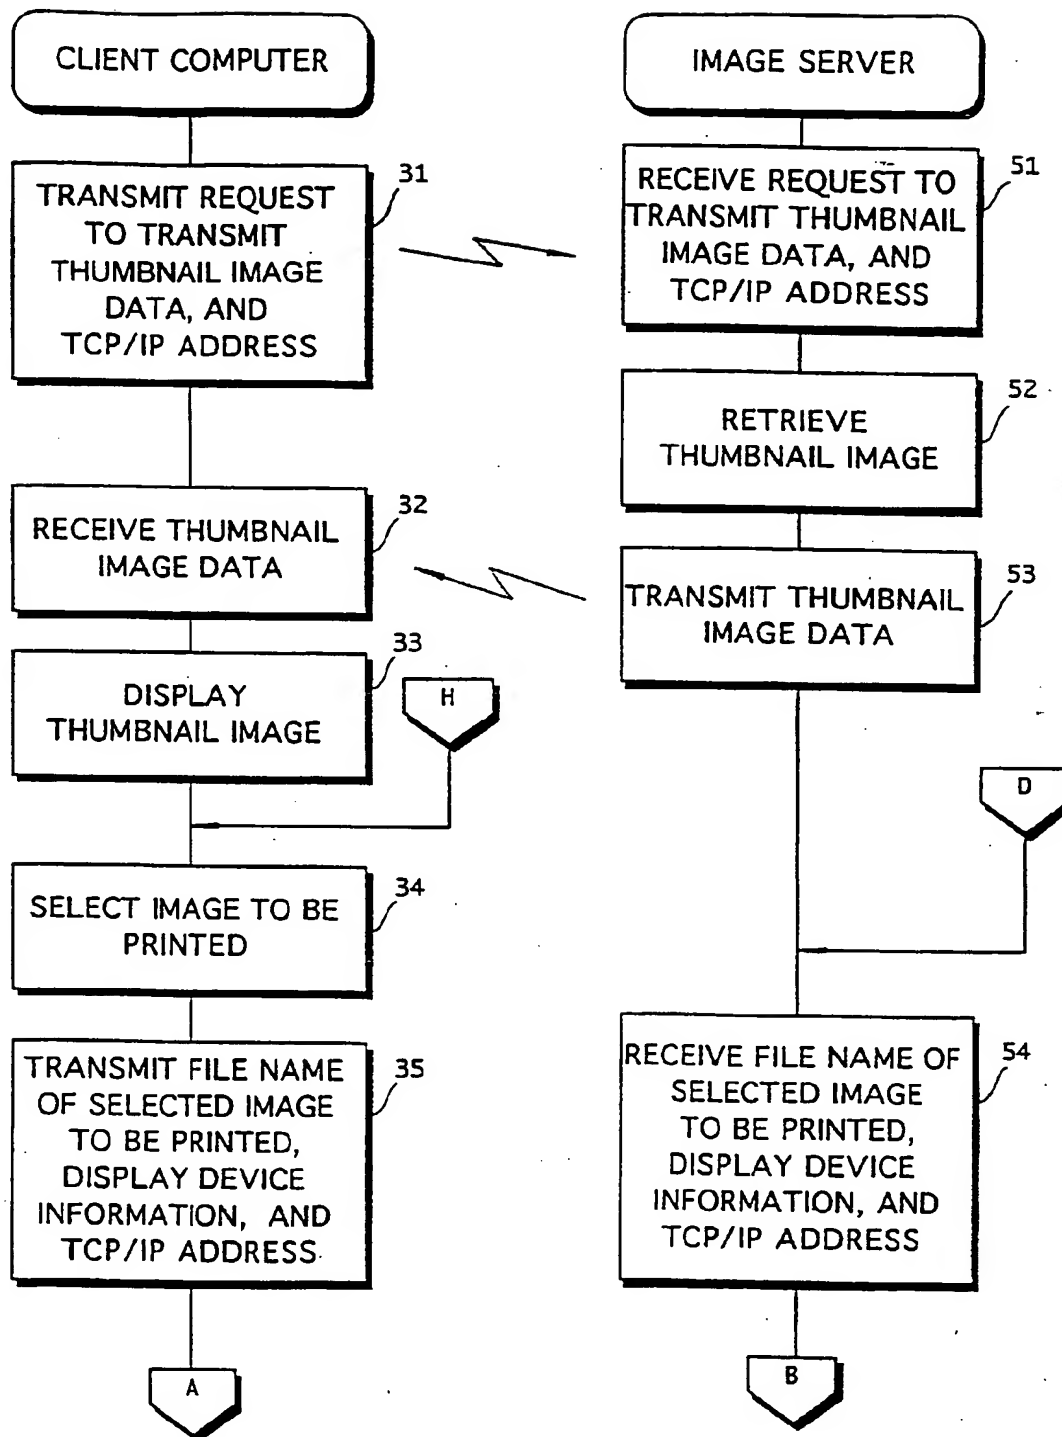 CLIENT COMPUTER
31
TRANSMIT REQUEST
TO TRANSMIT
THUMBNAIL IMAGE
DATA, AND
TCP/IP ADDRESS
32
RECEIVE THUMBNAIL
IMAGE DATA
33
DISPLAY
THUMBNAIL IMAGE
H
34
SELECT IMAGE TO BE
PRINTED
35
TRANSMIT FILE NAME
OF SELECTED IMAGE
TO BE PRINTED,
DISPLAY DEVICE
INFORMATION, AND
TCP/IP ADDRESS
A
IMAGE SERVER
51
RECEIVE REQUEST TO
TRANSMIT THUMBNAIL
IMAGE DATA, AND
TCP/IP ADDRESS
52
RETRIEVE
THUMBNAIL IMAGE
53
TRANSMIT THUMBNAIL
IMAGE DATA
D
54
RECEIVE FILE NAME OF
SELECTED IMAGE
TO BE PRINTED,
DISPLAY DEVICE
INFORMATION, AND
TCP/IP ADDRESS
B